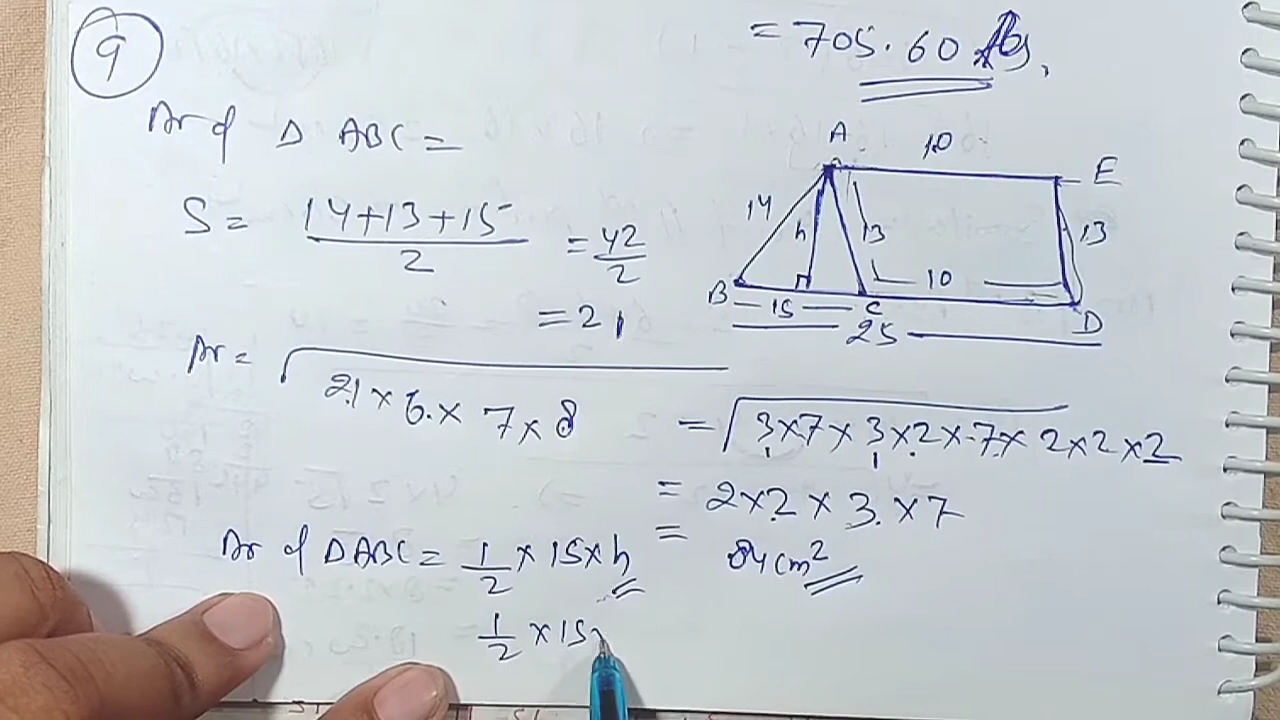 9
= 705.60
Ar of Δ ABC =
S = 14+13+15 / 2 = 42/2
= 21
A
10
E
14
h
13
13
10
B
15
C
D
25
Ar = √ 21 × 6 × 7 × 8
= √ 3×7×3×2×7×2×2×2
= 2×2×3×7
= 84 cm²
Ar of ΔABC = 1/2 × 15 × h
1/2 × 15